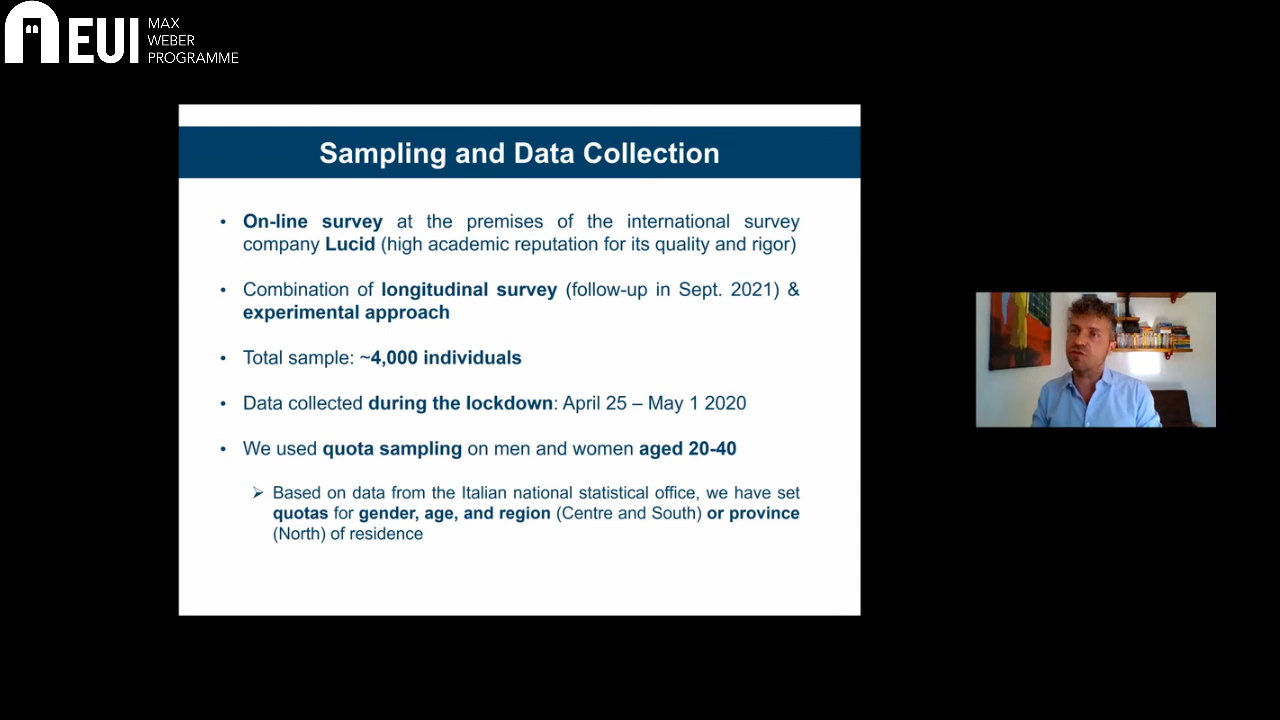 EUI
MAX
WEBER
PROGRAMME
Sampling and Data Collection
• On-line survey at the premises of the international survey
company Lucid (high academic reputation for its quality and rigor)
• Combination of longitudinal survey (follow-up in Sept. 2021) &
experimental approach
• Total sample: ~4,000 individuals
• Data collected during the lockdown: April 25 – May 1 2020
• We used quota sampling on men and women aged 20-40
➢ Based on data from the Italian national statistical office, we have set
quotas for gender, age, and region (Centre and South) or province
(North) of residence